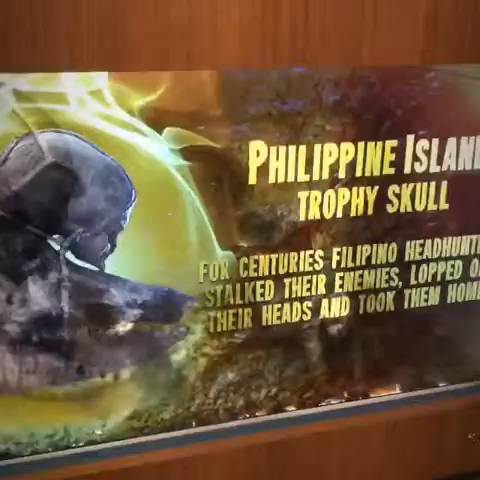 PHILIPPINE ISLAN
TROPHY SKULL
FOR CENTURIES FILIPINO HEADHUNT
STALKED THEIR ENEMIES, LOPPED O
THEIR HEADS AND TOOK THEM HOM